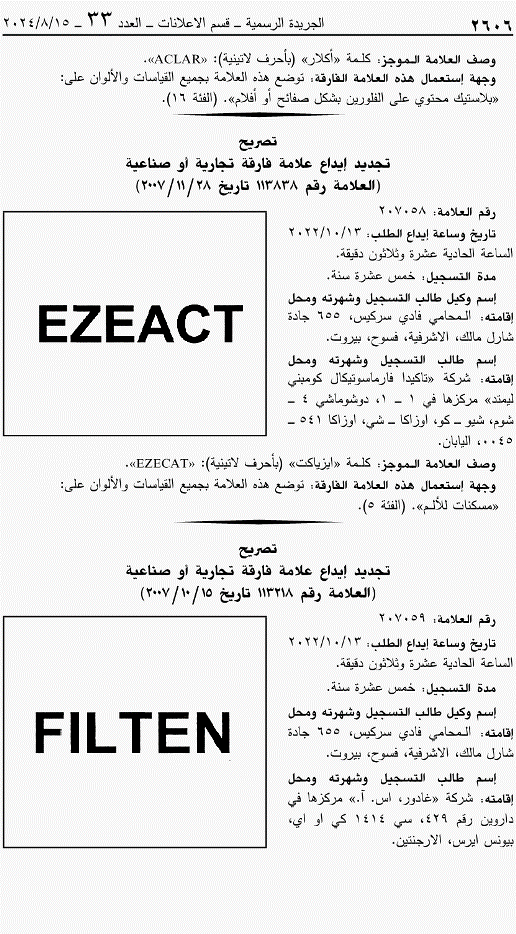 ٢٦٠٦
الجريدة الرسمية ــ قسم الاعلانات ــ العدد ٣٣ ــ ٢٠٢٤/٨/١٥
وصف العلامة الموجز: كلمة «أكلار» (بأحرف لاتينية): «ACLAR».
وجهة إستعمال هذه العلامة الفارقة: توضع هذه العلامة بجميع القياسات والألوان على:
«بلاستيك محتوي على الفلورين بشكل صفائح أو أفلام». (الفئة ١٦).
تصريح
تجديد إيداع علامة فارقة تجارية أو صناعية
(العلامة رقم ١١٣٨٣٨ تاريخ ٢٠٠٧/١١/٢٨)
رقم العلامة: ٢٠٧٠٥٨
تاريخ وساعة إيداع الطلب: ٢٠٢٢/١٠/١٣
الساعة الحادية عشرة وثلاثون دقيقة.
مدة التسجيل: خمس عشرة سنة.
إسم وكيل طالب التسجيل وشهرته ومحل
إقامته: المحامي فادي سركيس، ٦٥٥ جادة
شارل مالك، الاشرفية، فسوح، بيروت.
إسم طالب التسجيل وشهرته ومحل
إقامته: شركة «تاكيدا فارماسوتيكال كومبني
ليمتد» مركزها في ١ ــ ١، دوشوماشي ٤ ــ
شوم، شيو ــ كو، اوزاكا ــ شي، اوزاكا ٥٤١ ــ
٠٠٤٥، اليابان.
EZEACT
وصف العلامة الموجز: كلمة «ايزياكت» (بأحرف لاتينية): «EZECAT».
وجهة إستعمال هذه العلامة الفارقة: توضع هذه العلامة بجميع القياسات والألوان على:
«مسكنات للألم». (الفئة ٥).
تصريح
تجديد إيداع علامة فارقة تجارية أو صناعية
(العلامة رقم ١١٣٢١٨ تاريخ ٢٠٠٧/١٠/١٥)
رقم العلامة: ٢٠٧٠٥٩
تاريخ وساعة إيداع الطلب: ٢٠٢٢/١٠/١٣
الساعة الحادية عشرة وثلاثون دقيقة.
مدة التسجيل: خمس عشرة سنة.
إسم وكيل طالب التسجيل وشهرته ومحل
إقامته: المحامي فادي سركيس، ٦٥٥ جادة
شارل مالك، الاشرفية، فسوح، بيروت.
إسم طالب التسجيل وشهرته ومحل
إقامته: شركة «غادور، اس. آ.» مركزها في
داروين رقم ٤٢٩، سي ١٤١٤ كي او اي،
بيونس ايرس، الارجنتين.
FILTEN